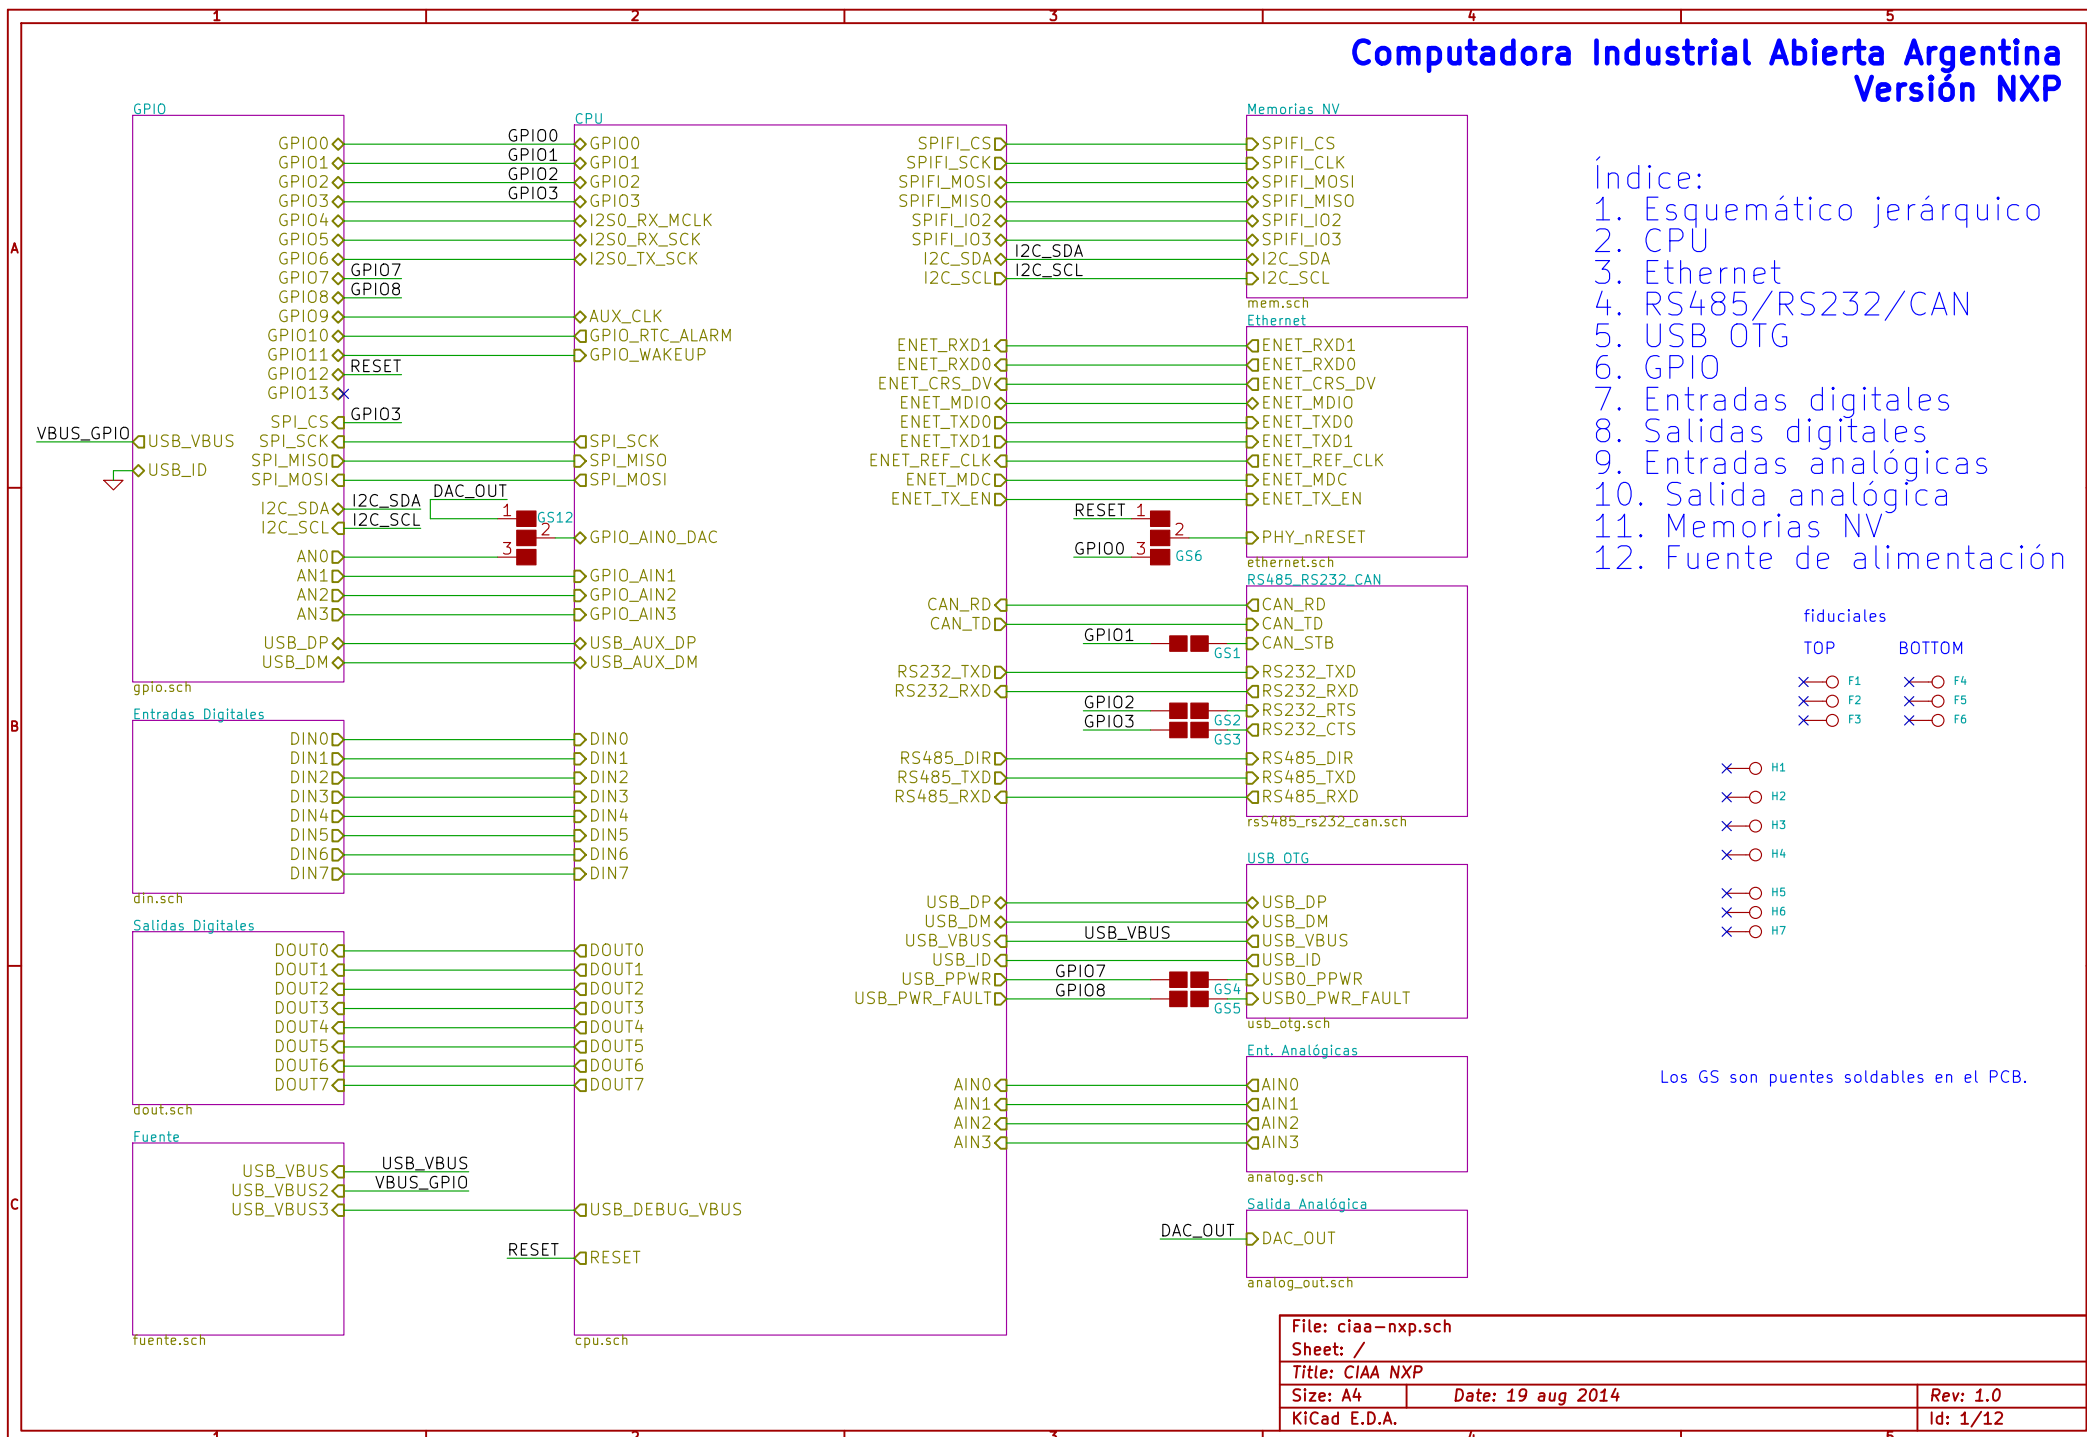 1 2 3 4 5
Computadora Industrial Abierta Argentina
Versión NXP
GPIO
GPIO0
GPIO1
GPIO2
GPIO3
GPIO4
GPIO5
GPIO6
GPIO7
GPIO8
GPIO9
GPIO10
GPIO11
GPIO12
GPIO13
SPI_CS
SPI_SCK
SPI_MISO
SPI_MOSI
I2C_SDA
I2C_SCL
AN0
AN1
AN2
AN3
USB_DP
USB_DM
VBUS_GPIO
USB_VBUS
USB_ID
gpio.sch
GPIO0
GPIO1
GPIO2
GPIO3
GPIO7
GPIO8
RESET
GPIO3
I2C_SDA
I2C_SCL
DAC_OUT
1
2
3
GS12
Entradas Digitales
DIN0
DIN1
DIN2
DIN3
DIN4
DIN5
DIN6
DIN7
din.sch
Salidas Digitales
DOUT0
DOUT1
DOUT2
DOUT3
DOUT4
DOUT5
DOUT6
DOUT7
dout.sch
Fuente
USB_VBUS
USB_VBUS2
USB_VBUS3
fuente.sch
USB_VBUS
VBUS_GPIO
RESET
CPU
GPIO0
GPIO1
GPIO2
GPIO3
I2S0_RX_MCLK
I2S0_RX_SCK
I2S0_TX_SCK
AUX_CLK
GPIO_RTC_ALARM
GPIO_WAKEUP
SPI_SCK
SPI_MISO
SPI_MOSI
GPIO_AIN0_DAC
GPIO_AIN1
GPIO_AIN2
GPIO_AIN3
USB_AUX_DP
USB_AUX_DM
DIN0
DIN1
DIN2
DIN3
DIN4
DIN5
DIN6
DIN7
DOUT0
DOUT1
DOUT2
DOUT3
DOUT4
DOUT5
DOUT6
DOUT7
USB_DEBUG_VBUS
RESET
cpu.sch
SPIFI_CS
SPIFI_SCK
SPIFI_MOSI
SPIFI_MISO
SPIFI_IO2
SPIFI_IO3
I2C_SDA
I2C_SCL
ENET_RXD1
ENET_RXD0
ENET_CRS_DV
ENET_MDIO
ENET_TXD0
ENET_TXD1
ENET_REF_CLK
ENET_MDC
ENET_TX_EN
CAN_RD
CAN_TD
RS232_TXD
RS232_RXD
RS485_DIR
RS485_TXD
RS485_RXD
USB_DP
USB_DM
USB_VBUS
USB_ID
USB_PPWR
USB_PWR_FAULT
AIN0
AIN1
AIN2
AIN3
I2C_SDA
I2C_SCL
RESET 1
2
GPIO0 3
GS6
GPIO1
GS1
GPIO2
GS2
GPIO3
GS3
USB_VBUS
GPIO7
GS4
GPIO8
GS5
DAC_OUT
Memorias NV
SPIFI_CS
SPIFI_CLK
SPIFI_MOSI
SPIFI_MISO
SPIFI_IO2
SPIFI_IO3
I2C_SDA
I2C_SCL
mem.sch
Ethernet
ENET_RXD1
ENET_RXD0
ENET_CRS_DV
ENET_MDIO
ENET_TXD0
ENET_TXD1
ENET_REF_CLK
ENET_MDC
ENET_TX_EN
PHY_nRESET
ethernet.sch
RS485_RS232_CAN
CAN_RD
CAN_TD
CAN_STB
RS232_TXD
RS232_RXD
RS232_RTS
RS232_CTS
RS485_DIR
RS485_TXD
RS485_RXD
rsS485_rs232_can.sch
USB OTG
USB_DP
USB_DM
USB_VBUS
USB_ID
USB0_PPWR
USB0_PWR_FAULT
usb_otg.sch
Ent. Analógicas
AIN0
AIN1
AIN2
AIN3
analog.sch
Salida Analógica
DAC_OUT
analog_out.sch
Índice:
1. Esquemático jerárquico
2. CPU
3. Ethernet
4. RS485/RS232/CAN
5. USB OTG
6. GPIO
7. Entradas digitales
8. Salidas digitales
9. Entradas analógicas
10. Salida analógica
11. Memorias NV
12. Fuente de alimentación
fiduciales
TOP BOTTOM
F1 F4
F2 F5
F3 F6
H1
H2
H3
H4
H5
H6
H7
Los GS son puentes soldables en el PCB.
A
B
C
File: ciaa-nxp.sch
Sheet: /
Title: CIAA NXP
Size: A4 Date: 19 aug 2014 Rev: 1.0
KiCad E.D.A. Id: 1/12
1 2 3 4 5